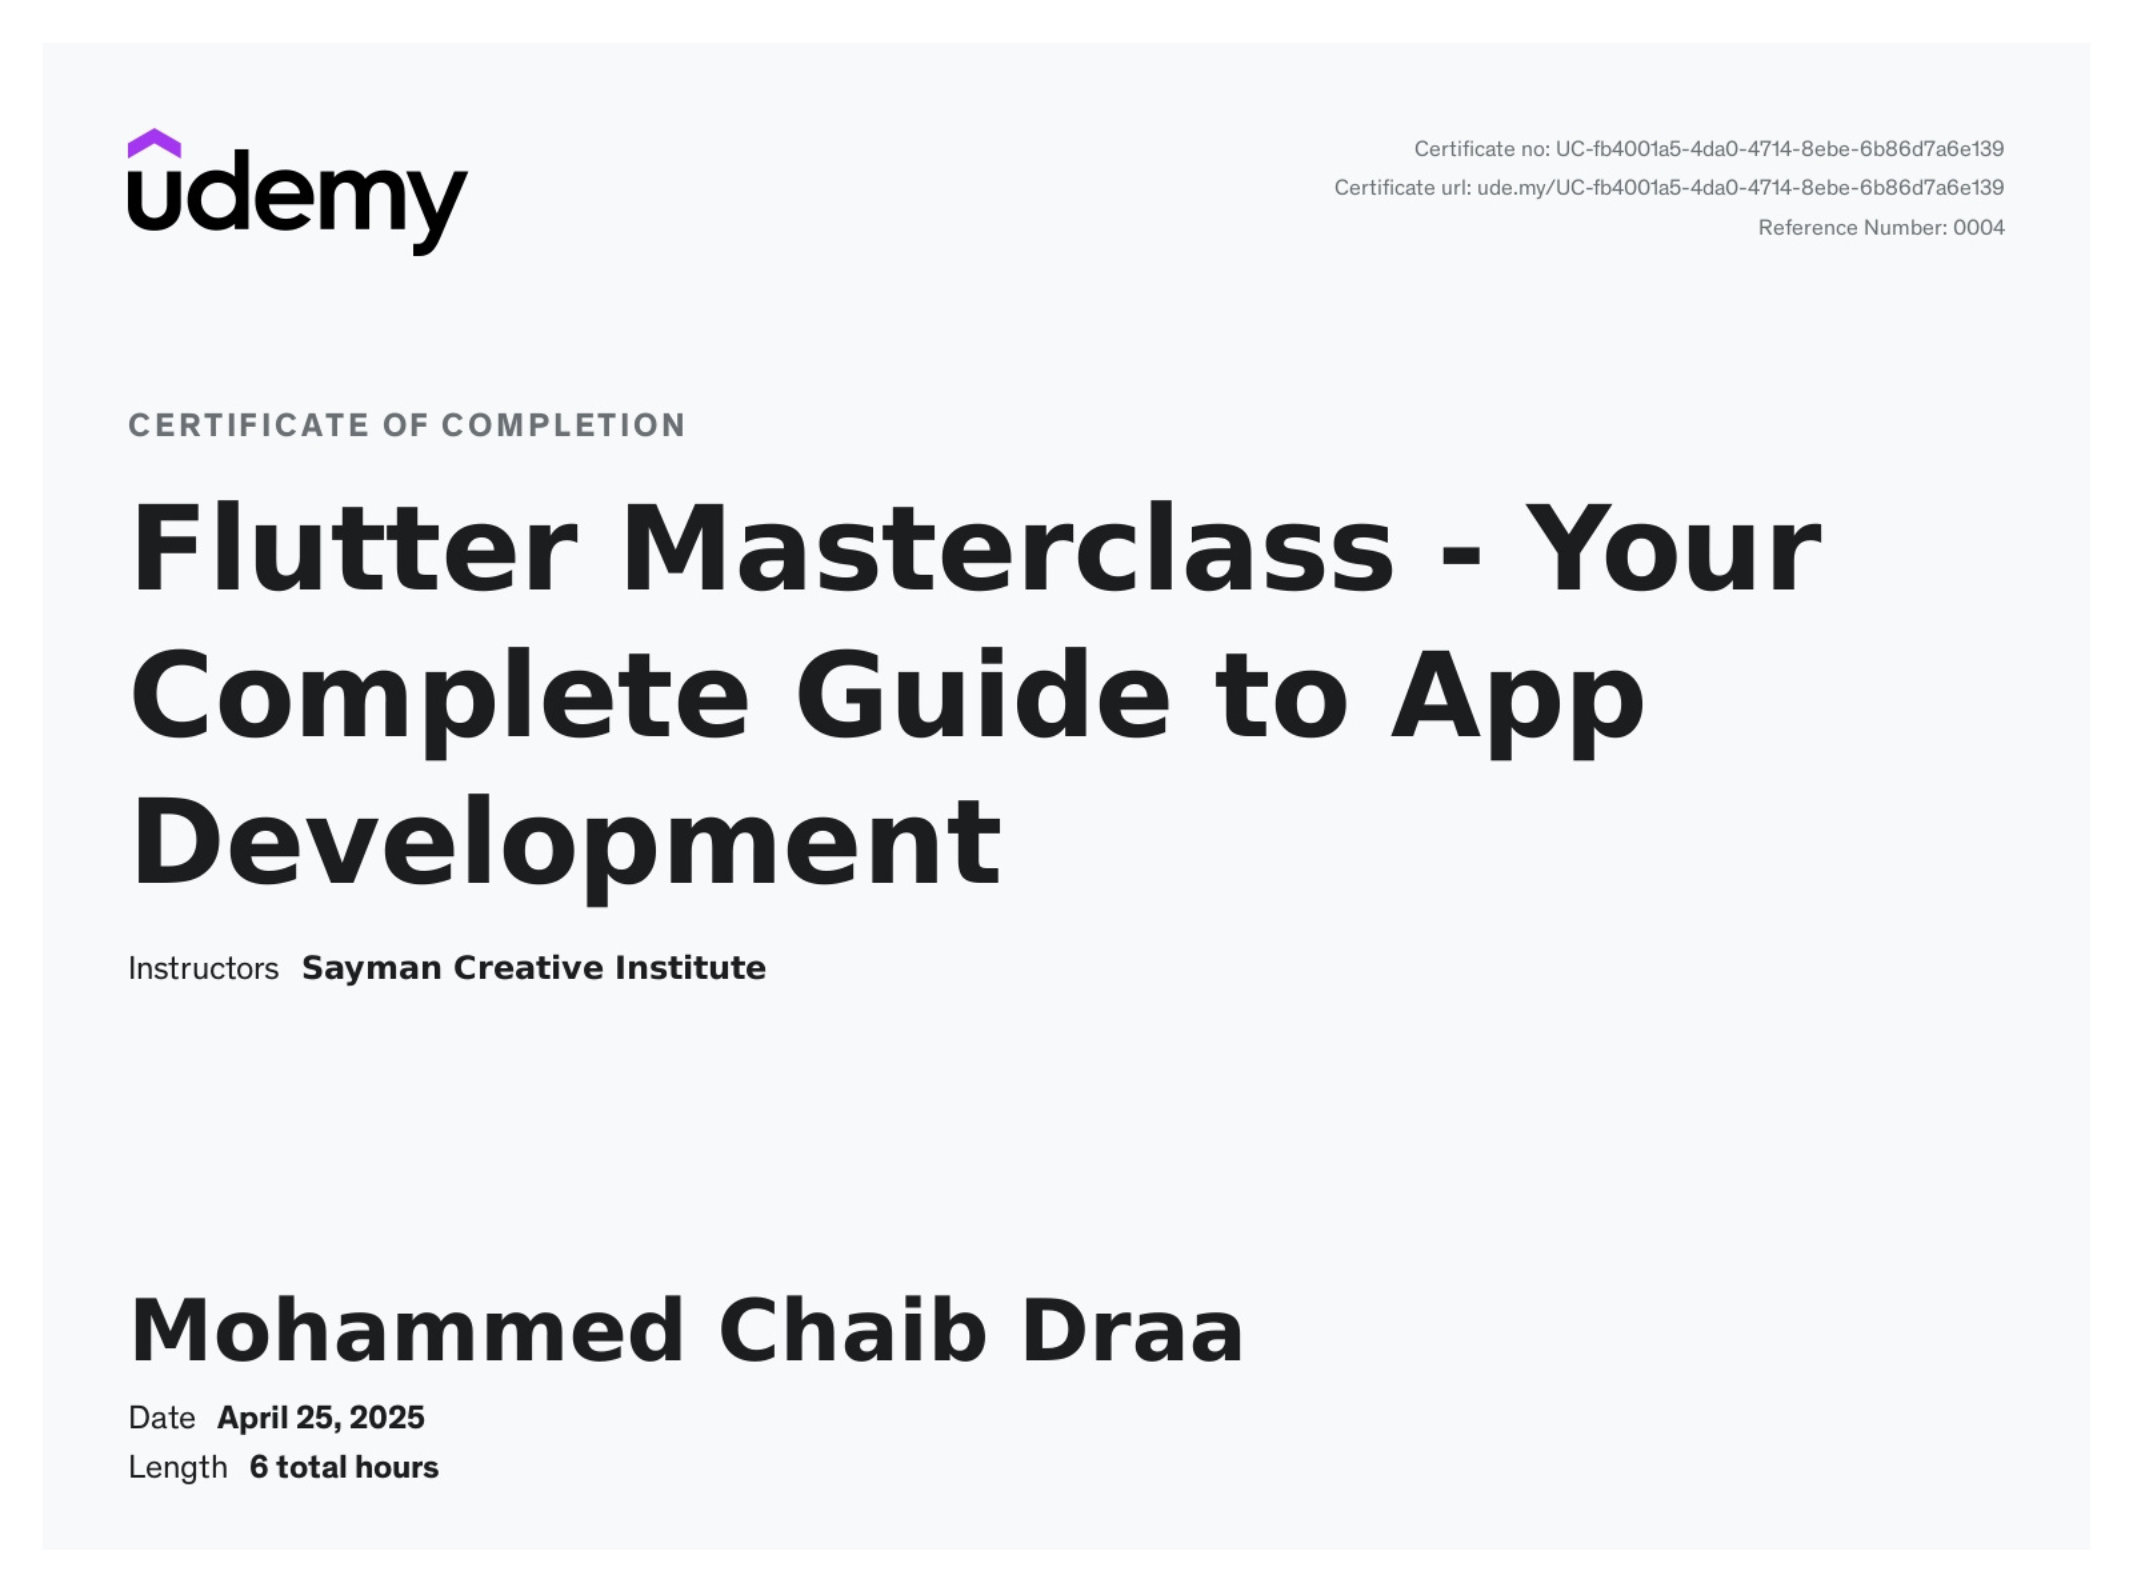 udemy
Certificate no: UC-fb4001a5-4da0-4714-8ebe-6b86d7a6e139
Certificate url: ude.my/UC-fb4001a5-4da0-4714-8ebe-6b86d7a6e139
Reference Number: 0004
CERTIFICATE OF COMPLETION
Flutter Masterclass - Your
Complete Guide to App
Development
Instructors Sayman Creative Institute
Mohammed Chaib Draa
Date April 25, 2025
Length 6 total hours